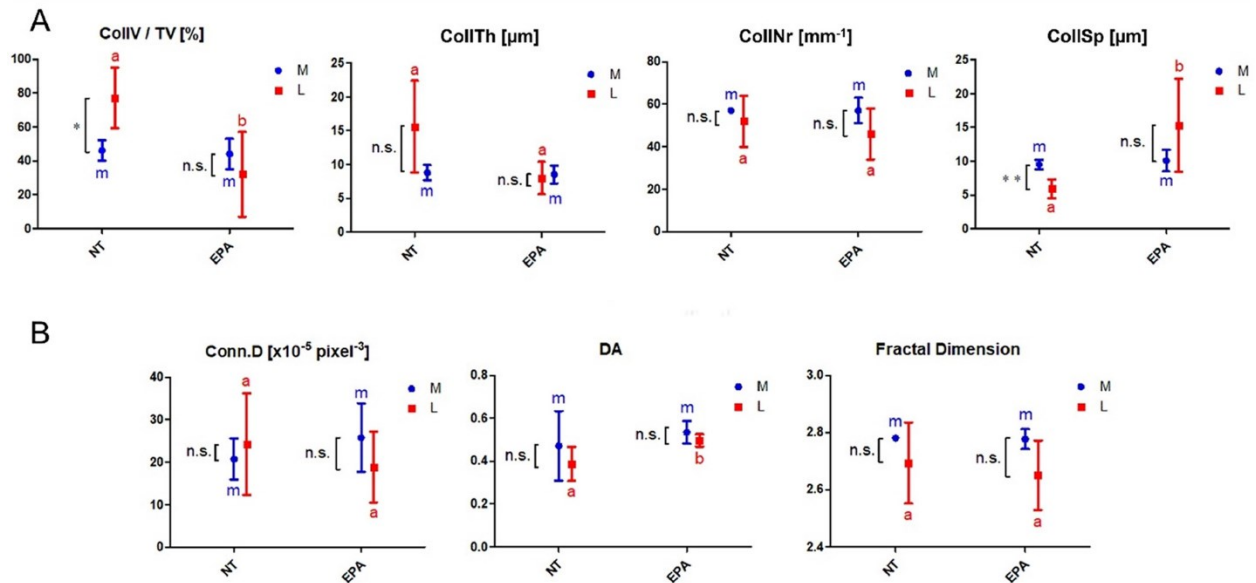 A
CollV / TV [%]
100
80
60
40
20
0
*
a
m
n.s.
b
m
M
L
NT
EPA
CollTh [µm]
25
20
15
10
5
0
n.s.
a
m
n.s.
a
m
M
L
NT
EPA
CollNr [mm-1]
80
60
40
20
0
n.s.
m
a
n.s.
m
a
M
L
NT
EPA
CollSp [µm]
25
20
15
10
5
0
**
m
a
n.s.
b
m
M
L
NT
EPA
B
Conn.D [x10-5 pixel-3]
40
30
20
10
0
n.s.
a
m
n.s.
m
a
M
L
NT
EPA
DA
0.8
0.6
0.4
0.2
0.0
n.s.
m
a
n.s.
m
b
M
L
NT
EPA
Fractal Dimension
3.0
2.8
2.6
2.4
n.s.
m
a
n.s.
m
a
M
L
NT
EPA